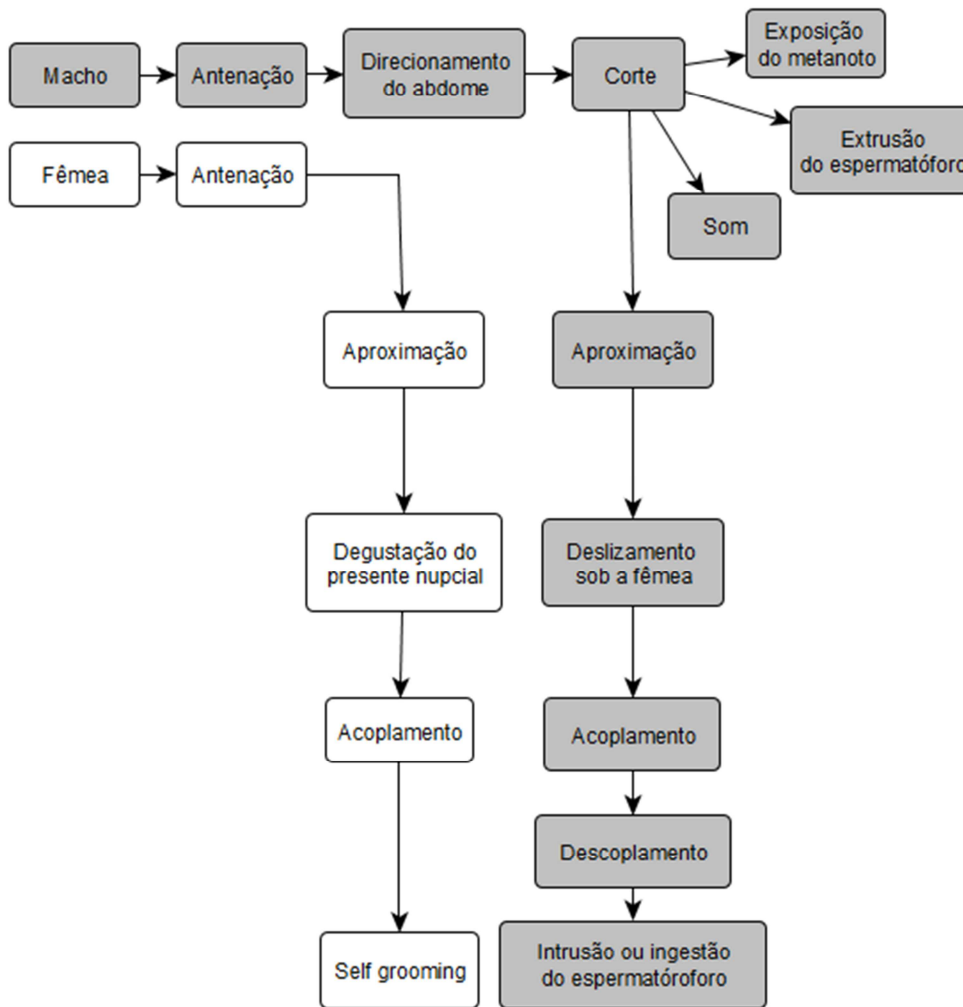 Macho
Antenação
Direcionamento
do abdome
Corte
Exposição
do metanoto
Extrusão
do espermatóforo
Som
Fêmea
Antenação
Aproximação
Aproximação
Degustação do
presente nupcial
Deslizamento
sob a fêmea
Acoplamento
Acoplamento
Descoplamento
Self grooming
Intrusão ou ingestão
do espermatóroforo